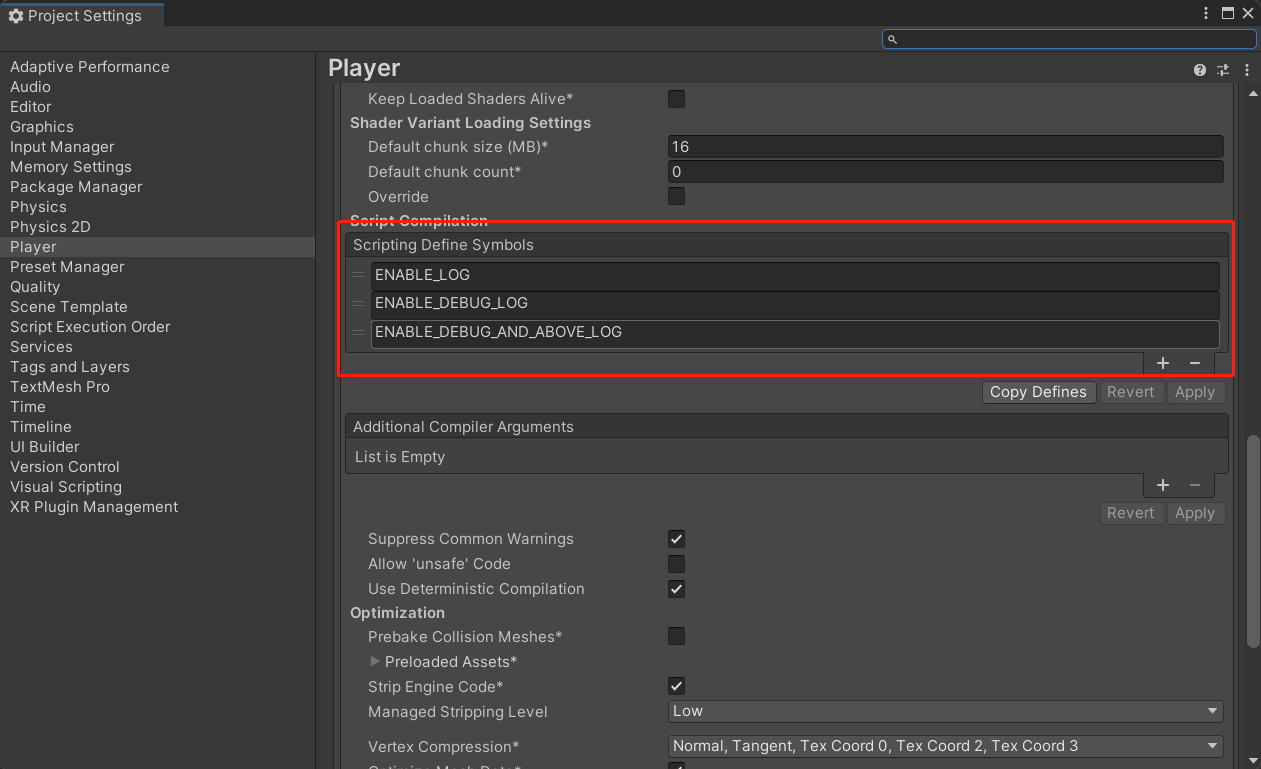 Project Settings
Adaptive Performance
Audio
Editor
Graphics
Input Manager
Memory Settings
Package Manager
Physics
Physics 2D
Player
Preset Manager
Quality
Scene Template
Script Execution Order
Services
Tags and Layers
TextMesh Pro
Time
Timeline
UI Builder
Version Control
Visual Scripting
XR Plugin Management
Player
Keep Loaded Shaders Alive*
Shader Variant Loading Settings
Default chunk size (MB)* 16
Default chunk count* 0
Override
Script Compilation
Scripting Define Symbols
ENABLE_LOG
ENABLE_DEBUG_LOG
ENABLE_DEBUG_AND_ABOVE_LOG
Copy Defines Revert Apply
Additional Compiler Arguments
List is Empty
Revert Apply
Suppress Common Warnings
Allow 'unsafe' Code
Use Deterministic Compilation
Optimization
Prebake Collision Meshes*
Preloaded Assets*
Strip Engine Code*
Managed Stripping Level Low
Vertex Compression* Normal, Tangent, Tex Coord 0, Tex Coord 2, Tex Coord 3
Optimize Mesh Data*